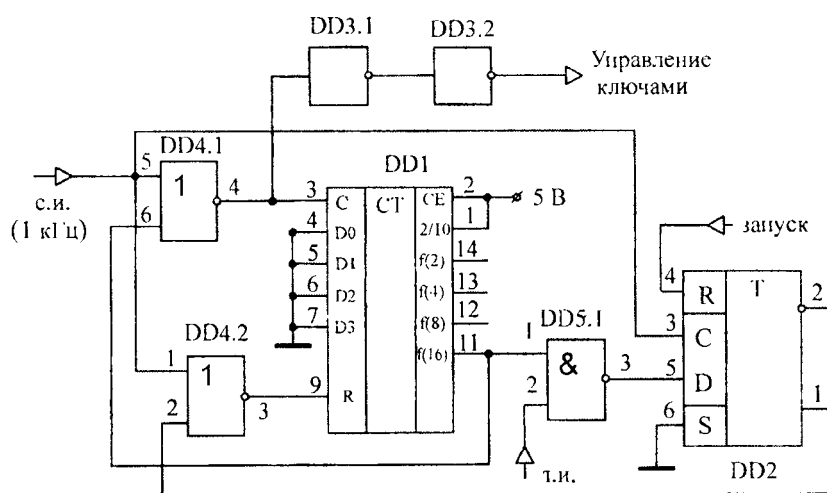 DD3.1 DD3.2
Управление
ключами
DD4.1
DD1
с.и.
(1 кГц)
5
1
4
6
3 C CT CE 2
5 В
4 D0 2/10 1
5 D1 f(2) 14
6 D2 f(4) 13
7 D3 f(8) 12
f(16) 11
9 R
запуск
4 R T 2
3 C
5 D 1
6 S
DD2
DD5.1
1
&
3
2
т.и.
DD4.2
1
1
2
3